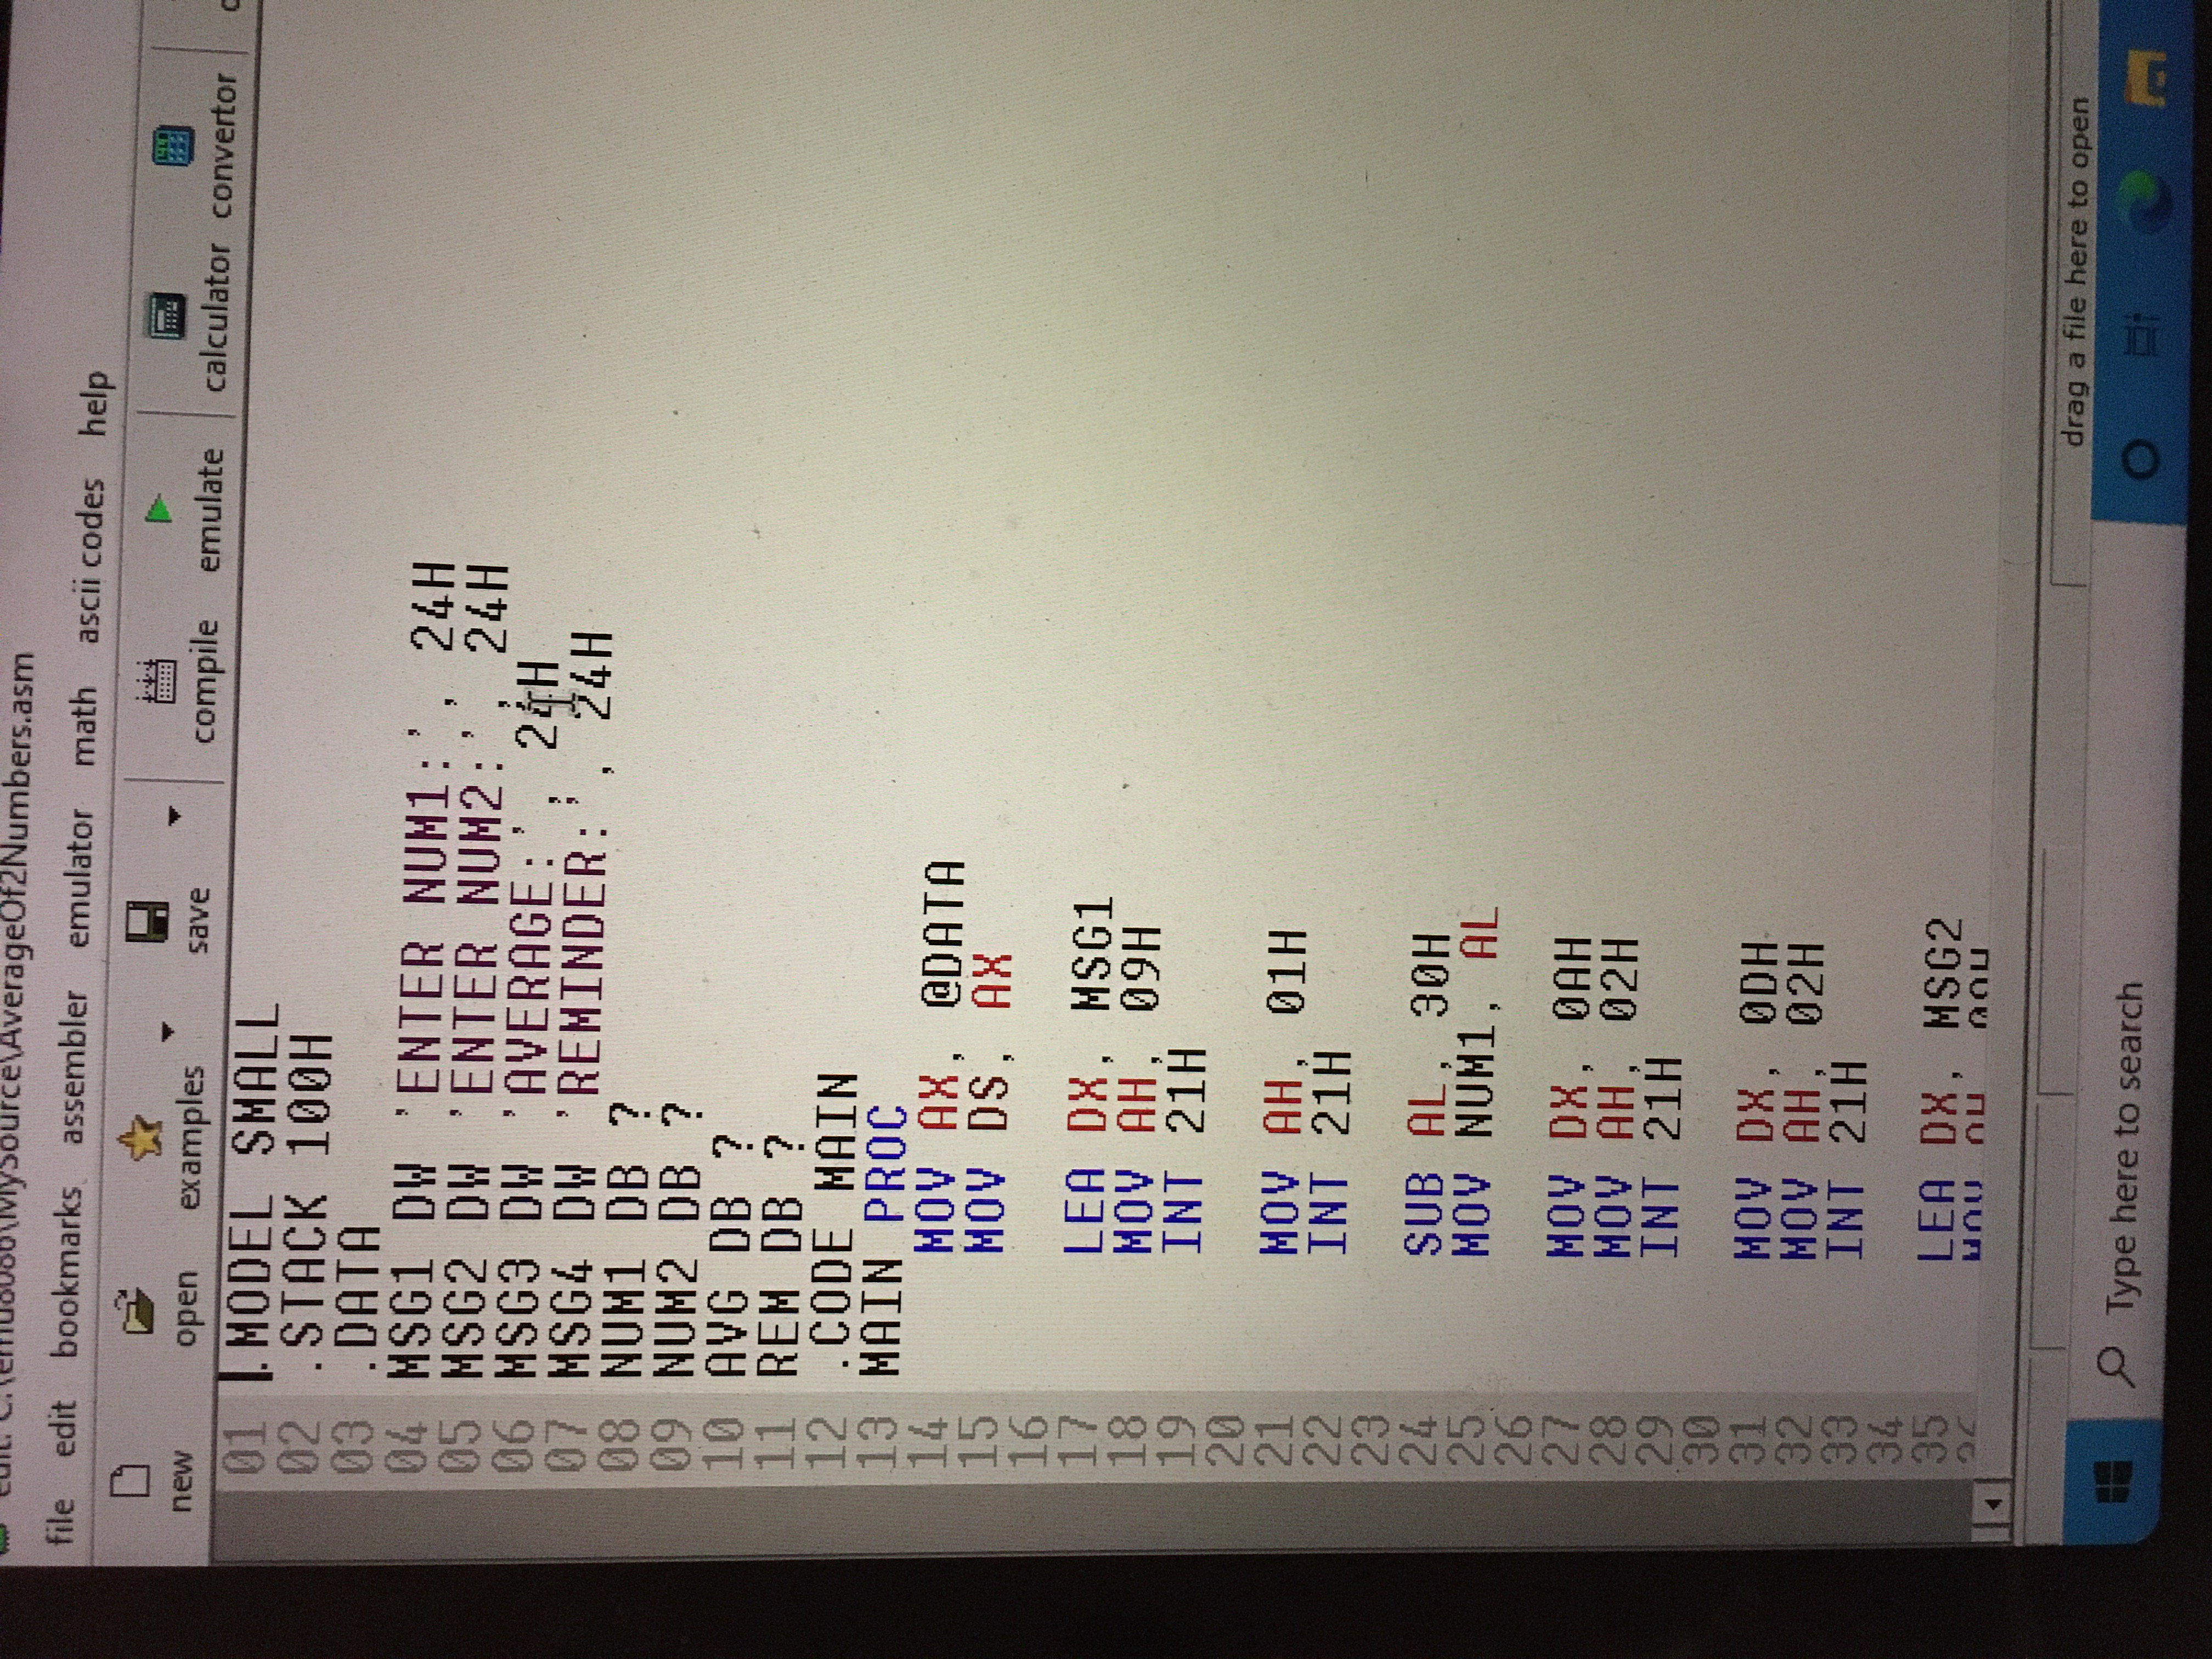 edit: C:\emu8086\MySource\AverageOf2Numbers.asm
file edit bookmarks assembler emulator math ascii codes help
new open examples save compile emulate calculator convertor
01 .MODEL SMALL
02 .STACK 100H
03 .DATA
04 MSG1 DW 'ENTER NUM1:', 24H
05 MSG2 DW 'ENTER NUM2:', 24H
06 MSG3 DW 'AVERAGE:', 24H
07 MSG4 DW 'REMINDER:', 24H
08 NUM1 DB ?
09 NUM2 DB ?
10 AVG DB ?
11 REM DB ?
12 .CODE MAIN
13 MAIN PROC
14 MOV AX, @DATA
15 MOV DS, AX
16
17 LEA DX, MSG1
18 MOV AH, 09H
19 INT 21H
20
21 MOV AH, 01H
22 INT 21H
23
24 SUB AL, 30H
25 MOV NUM1, AL
26
27 MOV DX, 0AH
28 MOV AH, 02H
29 INT 21H
30
31 MOV DX, 0DH
32 MOV AH, 02H
33 INT 21H
34
35 LEA DX, MSG2
drag a file here to open
Type here to search